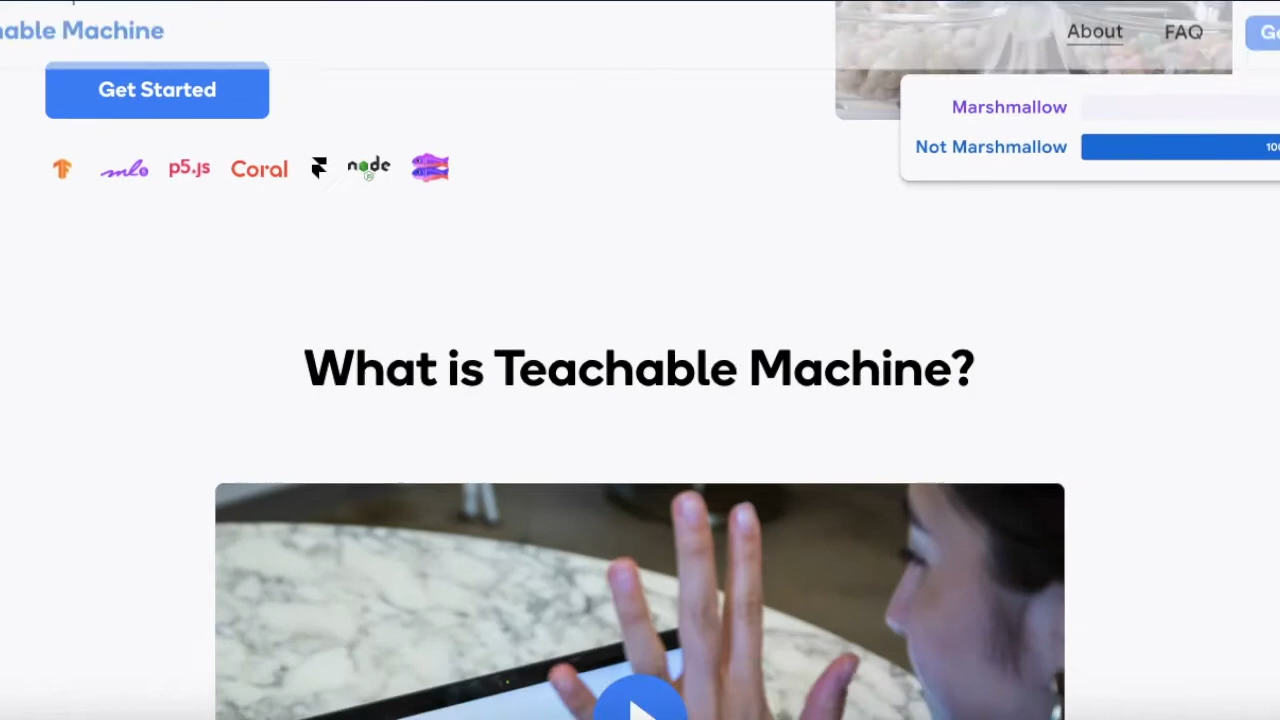 able Machine
About
FAQ
Get Started
Marshmallow
Not Marshmallow
p5.js
Coral
node
What is Teachable Machine?